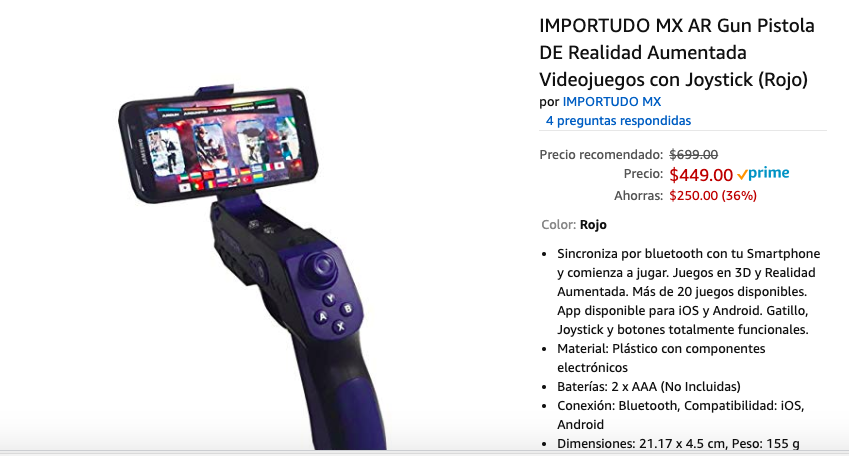 IMPORTUDO MX AR Gun Pistola
DE Realidad Aumentada
Videojuegos con Joystick (Rojo)
por IMPORTUDO MX
4 preguntas respondidas
Precio recomendado: $699.00
Precio: $449.00 prime
Ahorras: $250.00 (36%)
Color: Rojo
• Sincroniza por bluetooth con tu Smartphone
y comienza a jugar. Juegos en 3D y Realidad
Aumentada. Más de 20 juegos disponibles.
App disponible para iOS y Android. Gatillo,
Joystick y botones totalmente funcionales.
• Material: Plástico con componentes
electrónicos
• Baterías: 2 x AAA (No Incluidas)
• Conexión: Bluetooth, Compatibilidad: iOS,
Android
• Dimensiones: 21.17 x 4.5 cm, Peso: 155 g
SAMSUNG
Y
A B
X